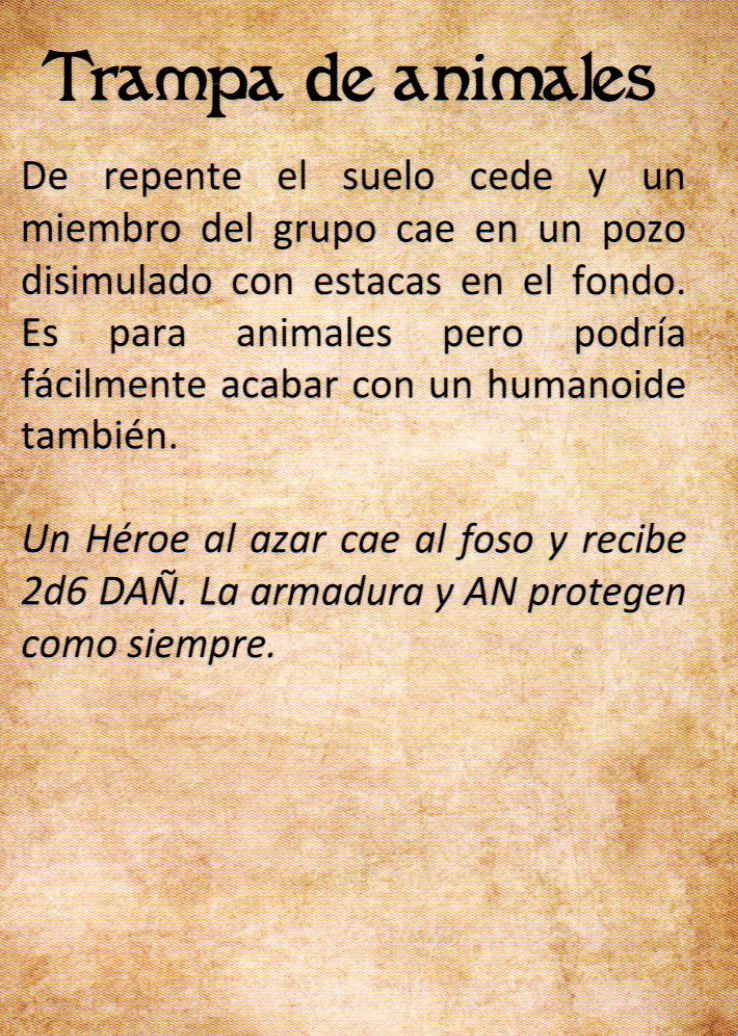 Trampa de animales
De repente el suelo cede y un
miembro del grupo cae en un pozo
disimulado con estacas en el fondo.
Es para animales pero podría
fácilmente acabar con un humanoide
también.
Un Héroe al azar cae al foso y recibe
2d6 DAÑ. La armadura y AN protegen
como siempre.